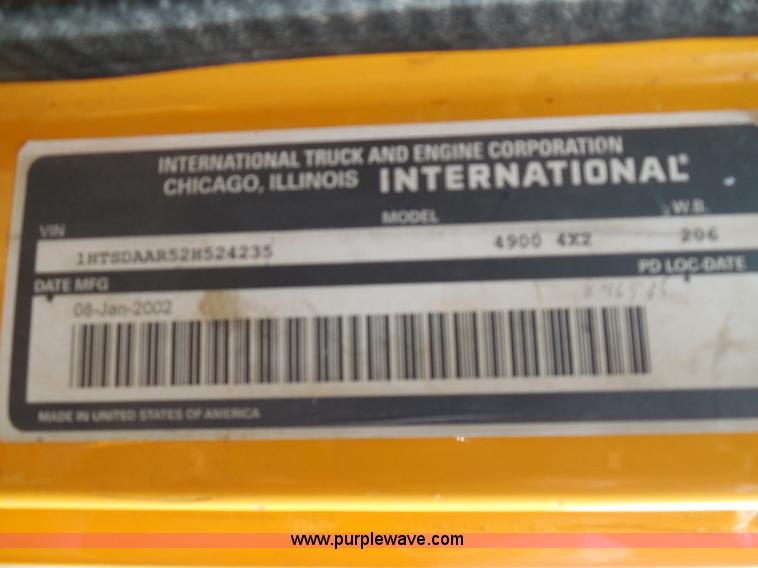 INTERNATIONAL TRUCK AND ENGINE CORPORATION
CHICAGO, ILLINOIS INTERNATIONAL®
VIN MODEL W.B.
1HTSDAAR52H524235 4900 4X2 206
DATE MFG PD LOC-DATE
08-Jan-2002
MADE IN UNITED STATES OF AMERICA
www.purplewave.com